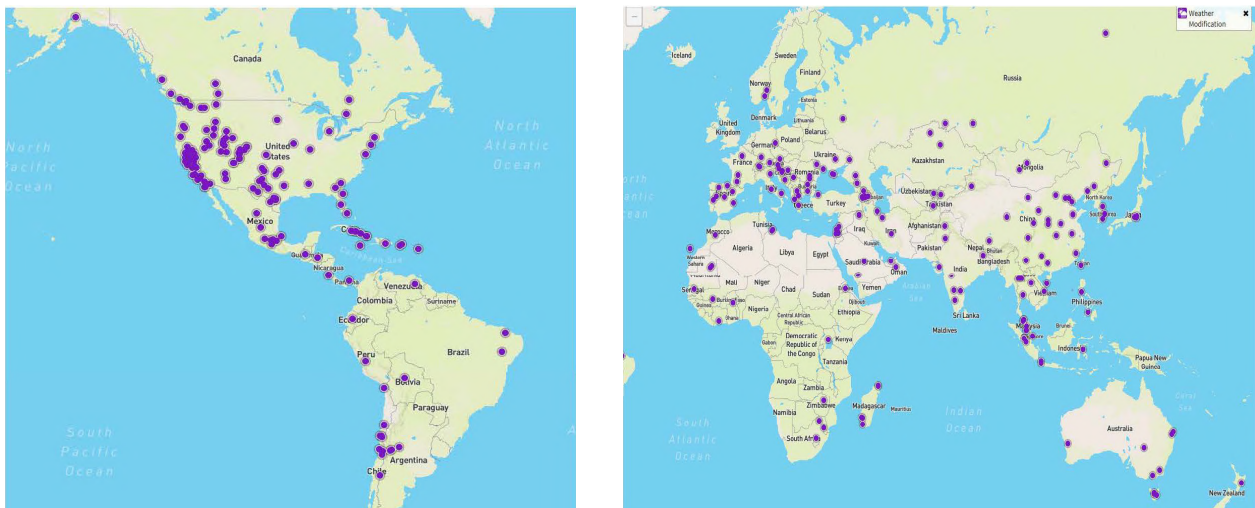 Canada
North
Pacific
Ocean
North
Atlantic
Ocean
United
States
Mexico
Caribbean Sea
Nicaragua
Panama
Venezuela
Suriname
Colombia
Ecuador
Peru
Brazil
Bolivia
Paraguay
South
Pacific
Ocean
Chile
Argentina
Weather
Modification
Iceland
Sweden
Norway
Finland
Russia
Estonia
Denmark
Lithuania
United
Kingdom
Belarus
Poland
Germany
Ukraine
France
Kazakhstan
Mongolia
Romania
Uzbekistan
Turkey
North Korea
China
Morocco
Tunisia
Iraq
Iran
Afghanistan
Algeria
Libya
Egypt
Kuwait
Pakistan
Nepal
Bhutan
Western
Sahara
Saudi Arabia
Bangladesh
India
Oman
Mali
Niger
Chad
Sudan
Yemen
Arabian
Sea
Senegal
Burkina Faso
Djibouti
Vietnam
Philippines
Guinea
Ghana
Nigeria
Central African
Republic
Ethiopia
Sri Lanka
Maldives
Malaysia
Brunei
Gabon
Democratic
Republic of
the Congo
Kenya
Indonesia
Tanzania
Papua New
Guinea
Angola
Zambia
Zimbabwe
Namibia
Madagascar
Mauritius
Coral
Sea
South
Atlantic
Ocean
Indian
Ocean
Australia
South Africa
New Zealand